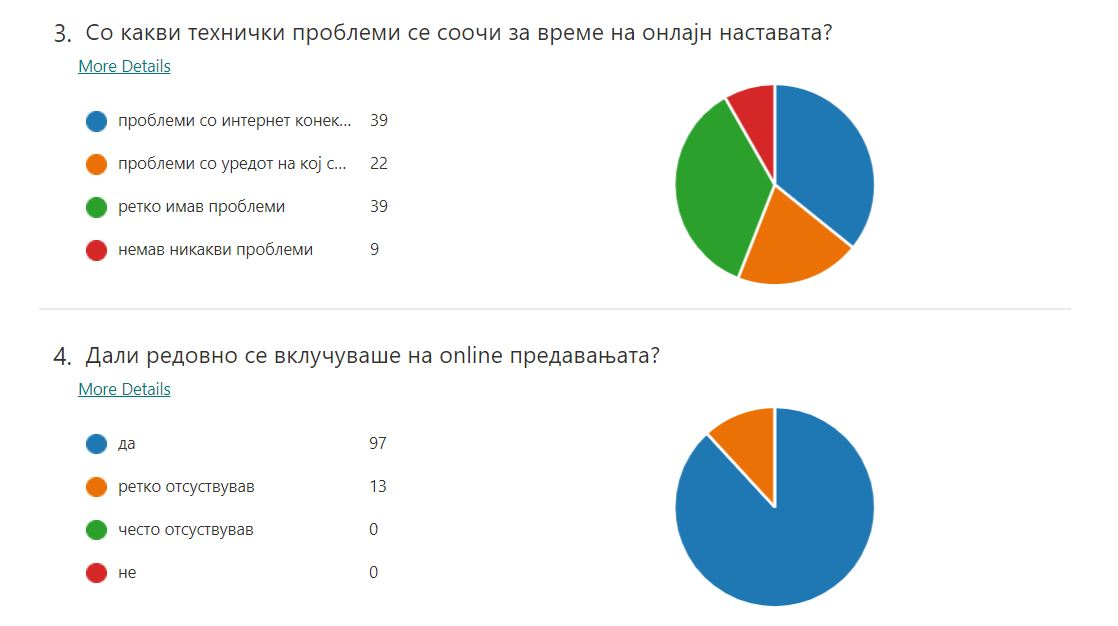 3. Со какви технички проблеми се соочи за време на онлајн наставата?
More Details
проблеми со интернет конек... 39
проблеми со уредот на кој с... 22
ретко имав проблеми 39
немав никакви проблеми 9
4. Дали редовно се вклучуваше на online предавањата?
More Details
да 97
ретко отсуствував 13
често отсуствував 0
не 0